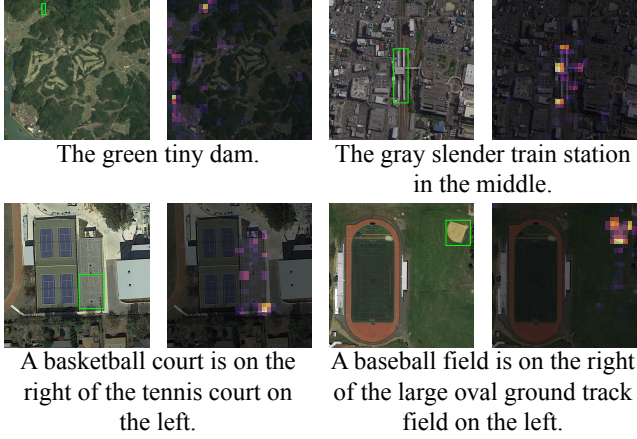 The green tiny dam.
The gray slender train station
in the middle.
A basketball court is on the
right of the tennis court on
the left.
A baseball field is on the right
of the large oval ground track
field on the left.